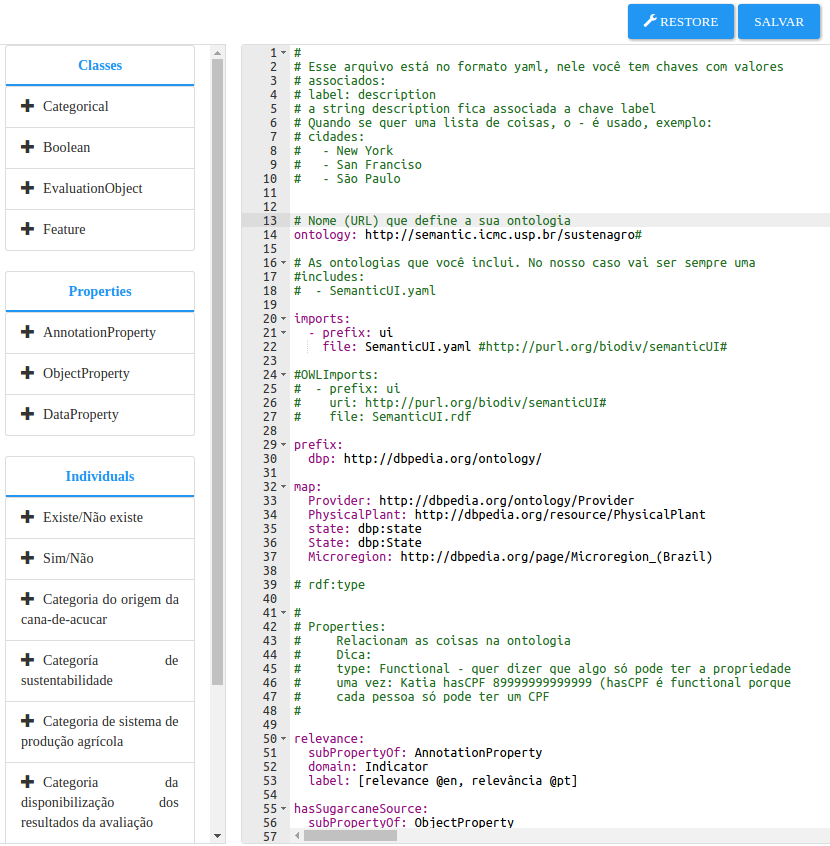 RESTORE SALVAR
Classes
Categorical
Boolean
EvaluationObject
Feature
Properties
AnnotationProperty
ObjectProperty
DataProperty
Individuals
Existe/Não existe
Sim/Não
Categoria do origem da
cana-de-acucar
Categoría de
sustentabilidade
Categoria de sistema de
produção agrícola
Categoria da
disponibilização dos
resultados da avaliação
1 #
2 # Esse arquivo está no formato yaml, nele você tem chaves com valores
3 # associados:
4 # label: description
5 # a string description fica associada a chave label
6 # Quando se quer uma lista de coisas, o - é usado, exemplo:
7 # cidades:
8 #   - New York
9 #   - San Franciso
10 #   - São Paulo
11
12
13 # Nome (URL) que define a sua ontologia
14 ontology: http://semantic.icmc.usp.br/sustenagro#
15
16 # As ontologias que você inclui. No nosso caso vai ser sempre uma
17 #includes:
18 #  - SemanticUI.yaml
19
20 imports:
21   - prefix: ui
22     file: SemanticUI.yaml #http://purl.org/biodiv/semanticUI#
23
24 #OWLImports:
25 #  - prefix: ui
26 #    uri: http://purl.org/biodiv/semanticUI#
27 #    file: SemanticUI.rdf
28
29 prefix:
30   dbp: http://dbpedia.org/ontology/
31
32 map:
33   Provider: http://dbpedia.org/ontology/Provider
34   PhysicalPlant: http://dbpedia.org/resource/PhysicalPlant
35   state: dbp:state
36   State: dbp:State
37   Microregion: http://dbpedia.org/page/Microregion_(Brazil)
38
39 # rdf:type
40
41 #
42 # Properties:
43 #     Relacionam as coisas na ontologia
44 #     Dica:
45 #     type: Functional - quer dizer que algo só pode ter a propriedade
46 #     uma vez: Katia hasCPF 89999999999999 (hasCPF é functional porque
47 #     cada pessoa só pode ter um CPF
48 #
49
50 relevance:
51   subPropertyOf: AnnotationProperty
52   domain: Indicator
53   label: [relevance @en, relevância @pt]
54
55 hasSugarcaneSource:
56   subPropertyOf: ObjectProperty
57